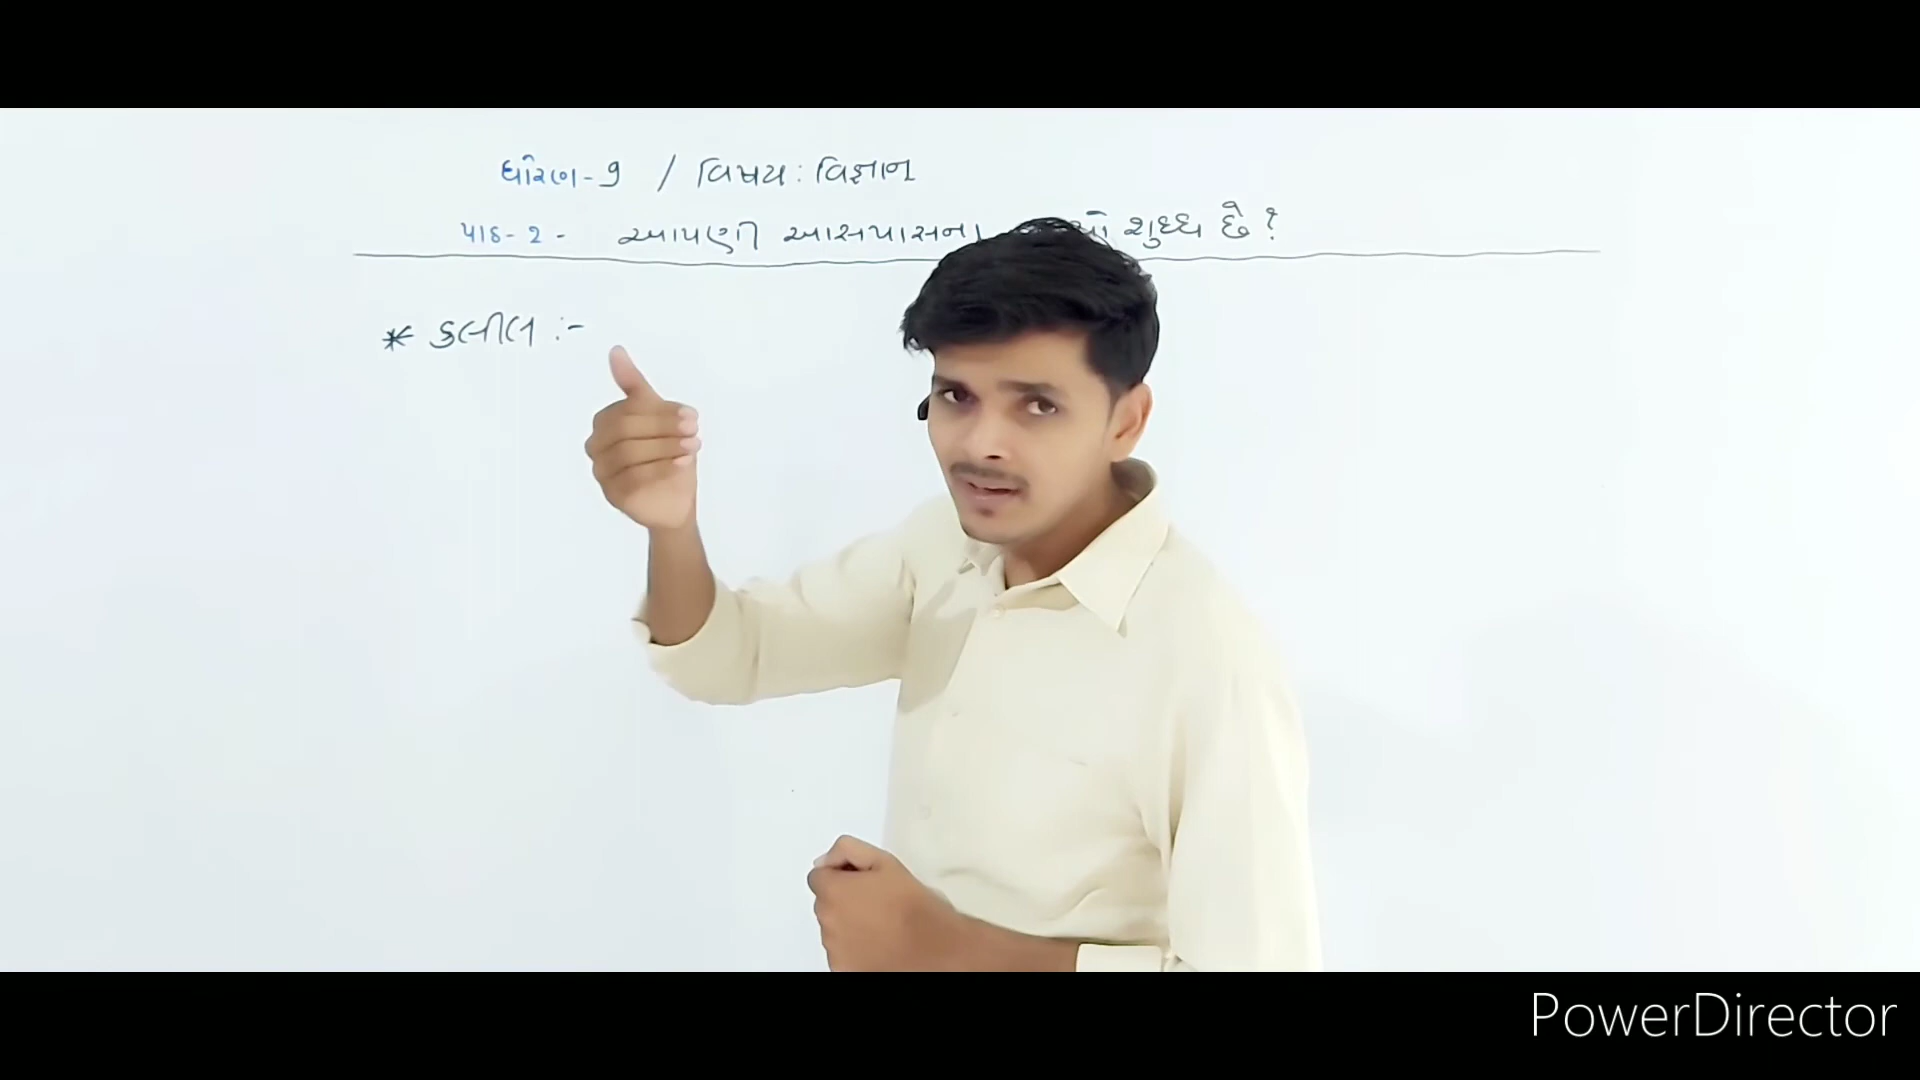 ધોરણ-9 / વિષય : વિજ્ઞાન
પાઠ-2- આપણી આસપાસના શુદ્ધ છે?
* કલીલ :-
PowerDirector